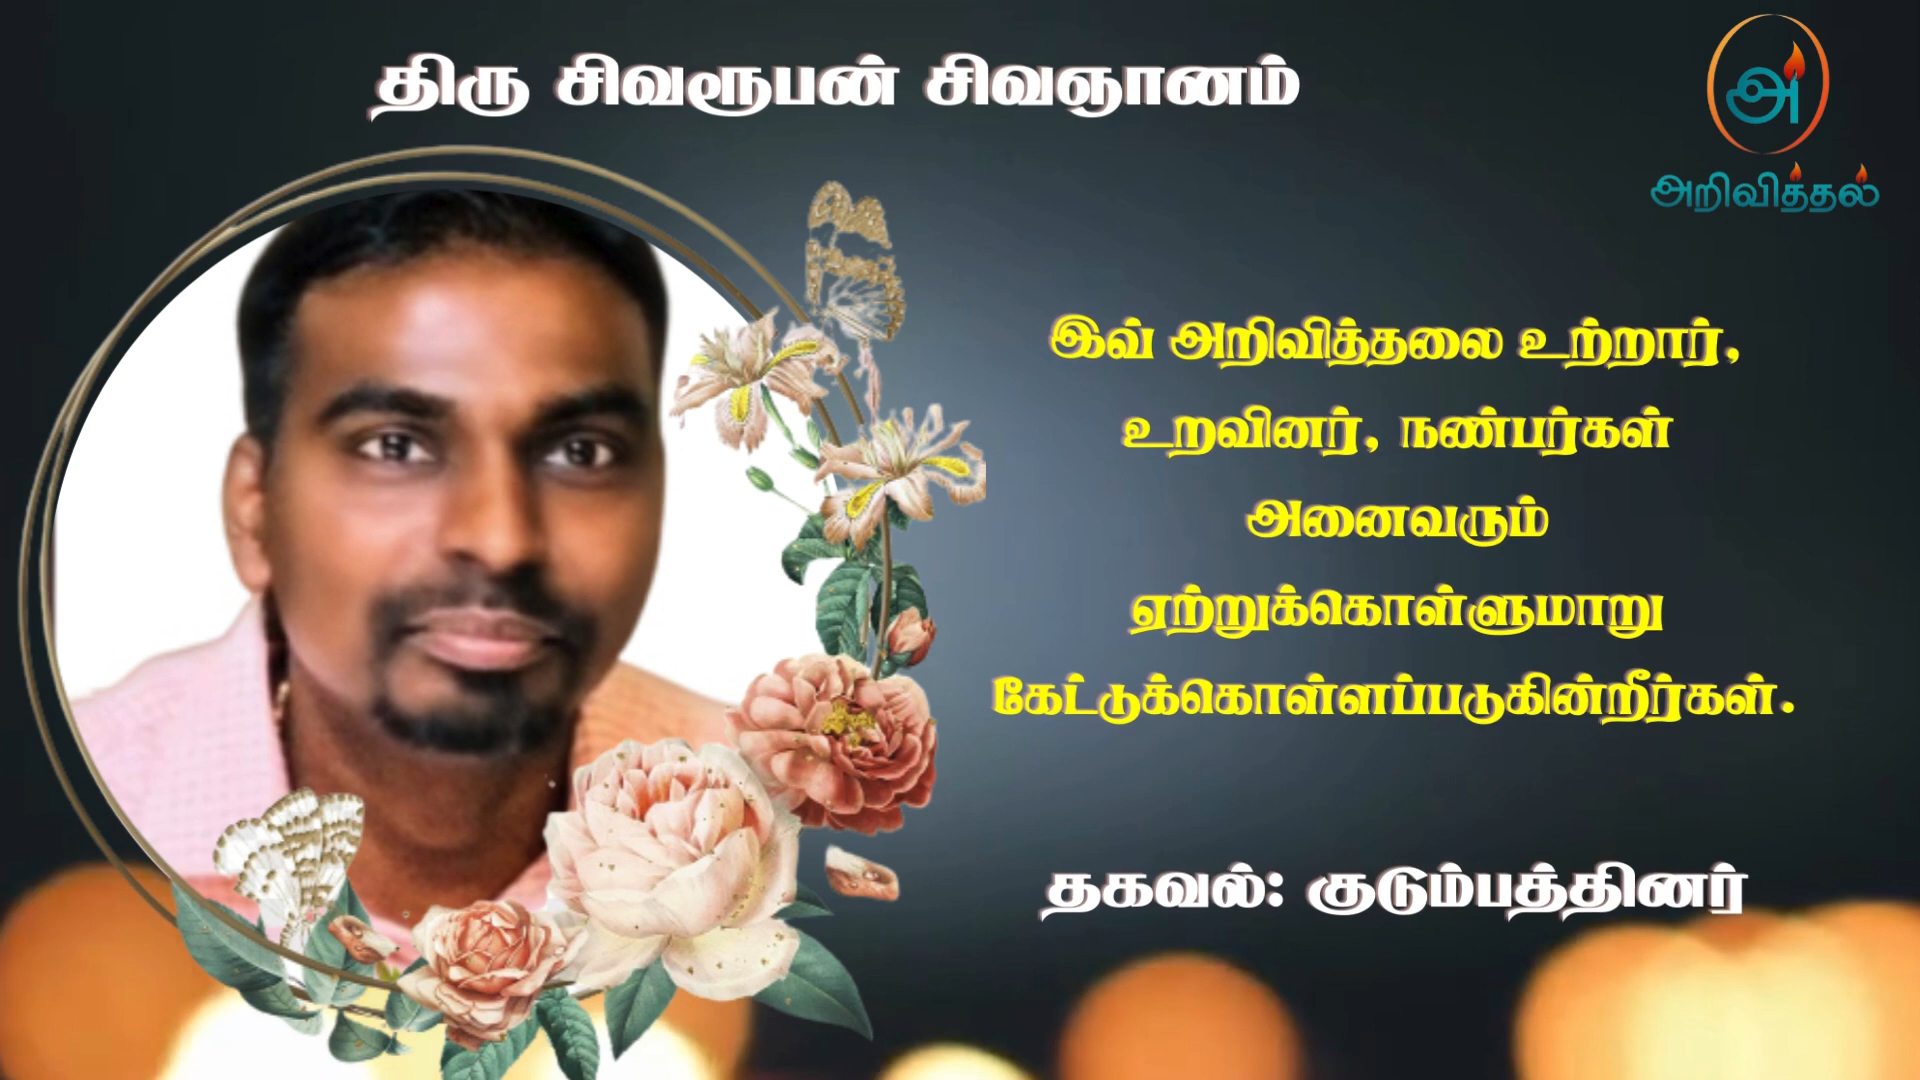 திரு சிவரூபன் சிவஞானம்
அ
அறிவித்தல்
இவ் அறிவித்தலை உற்றார்,
உறவினர், நண்பர்கள்
அனைவரும்
ஏற்றுக்கொள்ளுமாறு
கேட்டுக்கொள்ளப்படுகின்றீர்கள்.
தகவல்: குடும்பத்தினர்